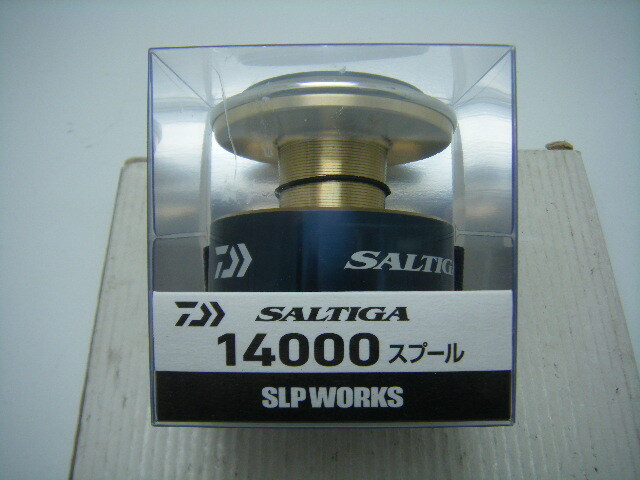 SALTIGA
SALTIGA
14000 スプール
SLP WORKS